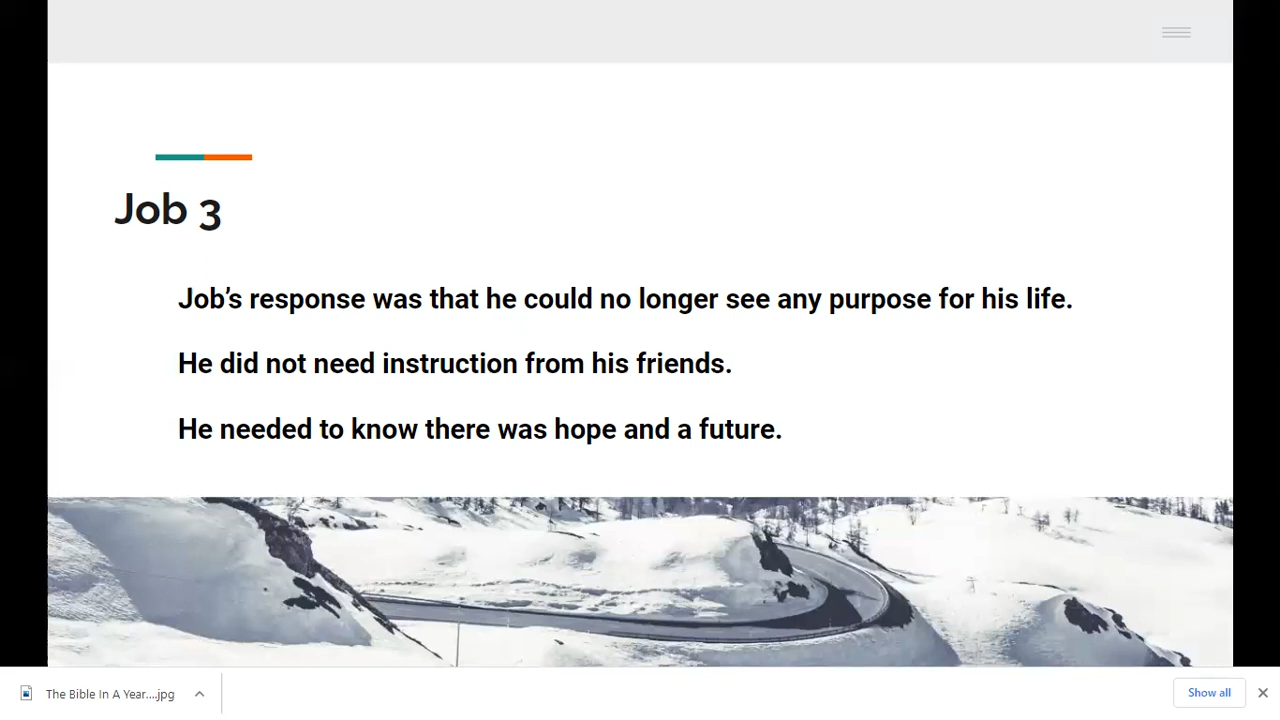 Job 3
Job’s response was that he could no longer see any purpose for his life.
He did not need instruction from his friends.
He needed to know there was hope and a future.
The Bible In A Year....jpg
Show all